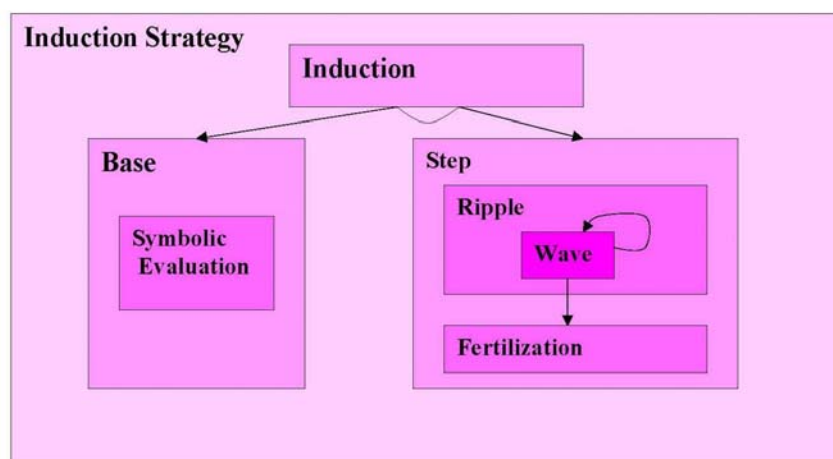 Induction Strategy
Induction
Base
Symbolic
Evaluation
Step
Ripple
Wave
Fertilization